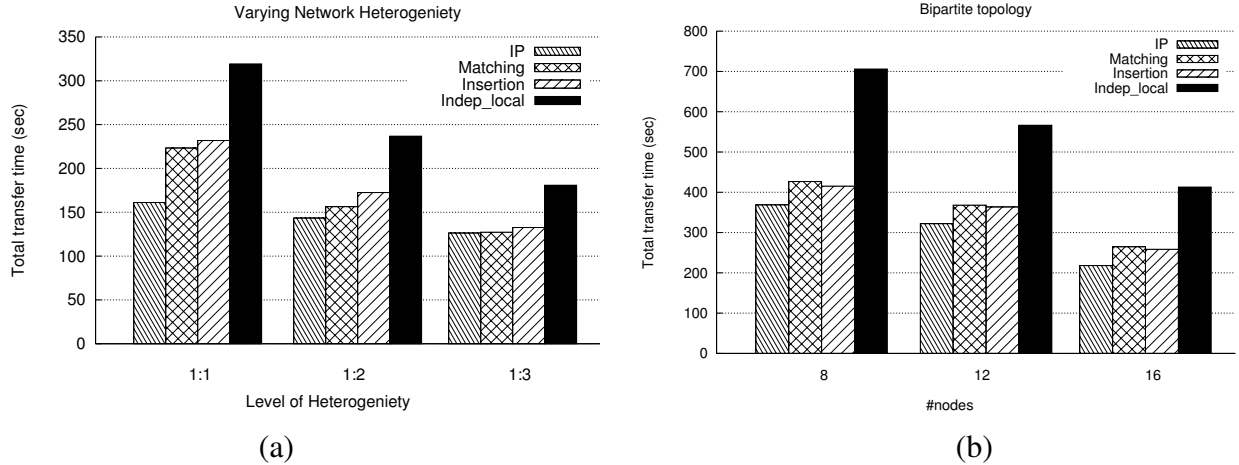 Varying Network Heterogeniety
350
300
250
200
150
100
50
0
Total transfer time (sec)
IP
Matching
Insertion
Indep_local
1:1
1:2
1:3
Level of Heterogeniety
(a)
Bipartite topology
800
700
600
500
400
300
200
100
0
Total transfer time (sec)
IP
Matching
Insertion
Indep_local
8
12
16
#nodes
(b)